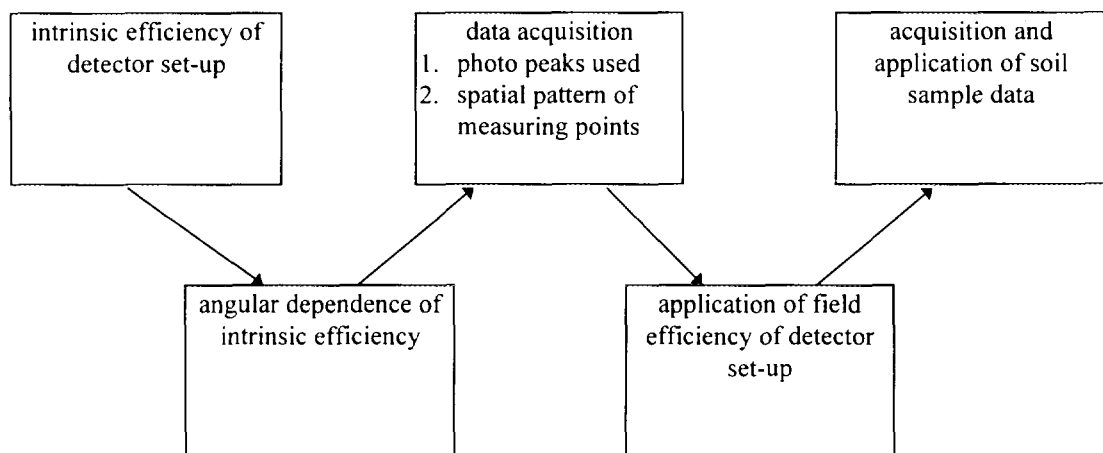 intrinsic efficiency of
detector set-up
data acquisition
1. photo peaks used
2. spatial pattern of
measuring points
acquisition and
application of soil
sample data
angular dependence of
intrinsic efficiency
application of field
efficiency of detector
set-up